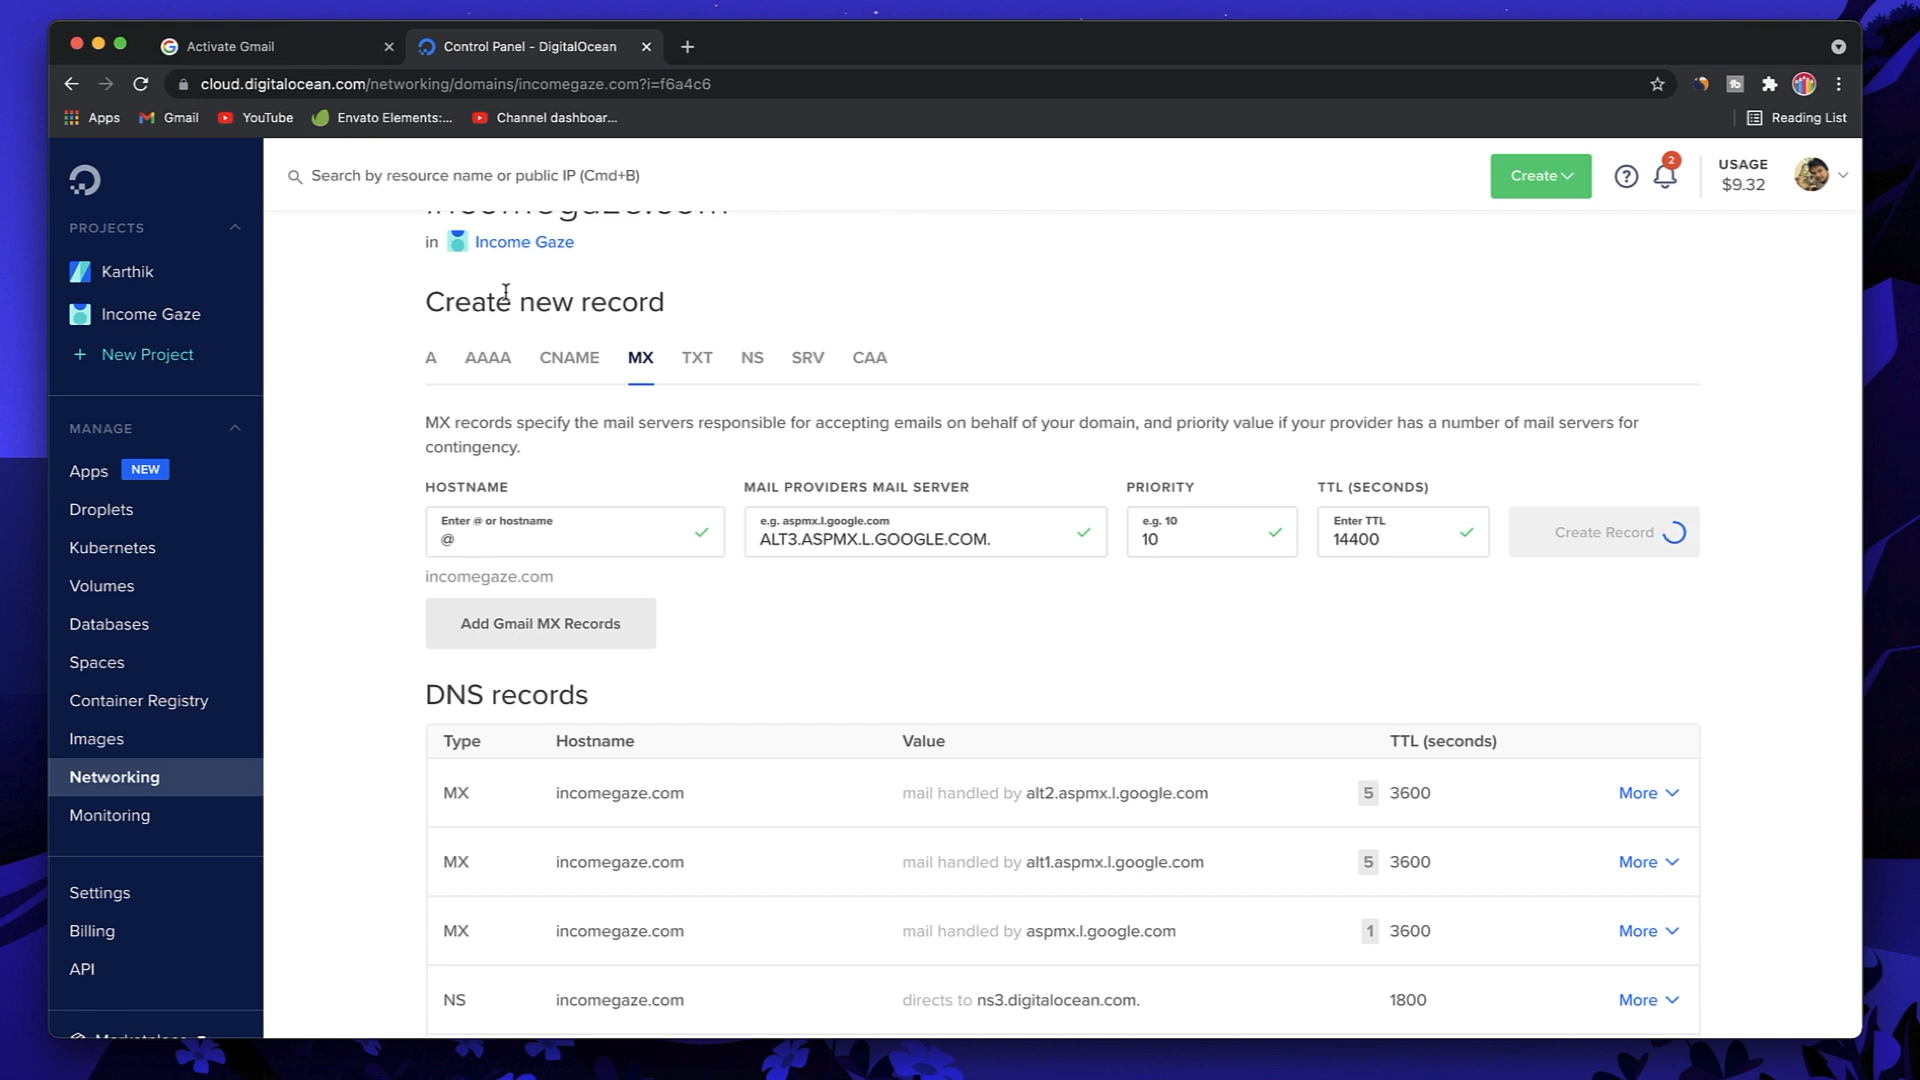 Activate Gmail
Control Panel - DigitalOcean
cloud.digitalocean.com/networking/domains/incomegaze.com?i=f6a4c6
Apps
Gmail
YouTube
Envato Elements:...
Channel dashboar...
Reading List
Search by resource name or public IP (Cmd+B)
Create
2
USAGE
$9.32
PROJECTS
Karthik
Income Gaze
+ New Project
MANAGE
Apps NEW
Droplets
Kubernetes
Volumes
Databases
Spaces
Container Registry
Images
Networking
Monitoring
Settings
Billing
API
Marketplace
incomegaze.com
in Income Gaze
Create new record
A AAAA CNAME MX TXT NS SRV CAA
MX records specify the mail servers responsible for accepting emails on behalf of your domain, and priority value if your provider has a number of mail servers for
contingency.
HOSTNAME MAIL PROVIDERS MAIL SERVER PRIORITY TTL (SECONDS)
Enter @ or hostname e.g. aspmx.l.google.com e.g. 10 Enter TTL
@ ALT3.ASPMX.L.GOOGLE.COM. 10 14400
Create Record
incomegaze.com
Add Gmail MX Records
DNS records
Type Hostname Value TTL (seconds)
MX incomegaze.com mail handled by alt2.aspmx.l.google.com 5 3600 More
MX incomegaze.com mail handled by alt1.aspmx.l.google.com 5 3600 More
MX incomegaze.com mail handled by aspmx.l.google.com 1 3600 More
NS incomegaze.com directs to ns3.digitalocean.com. 1800 More